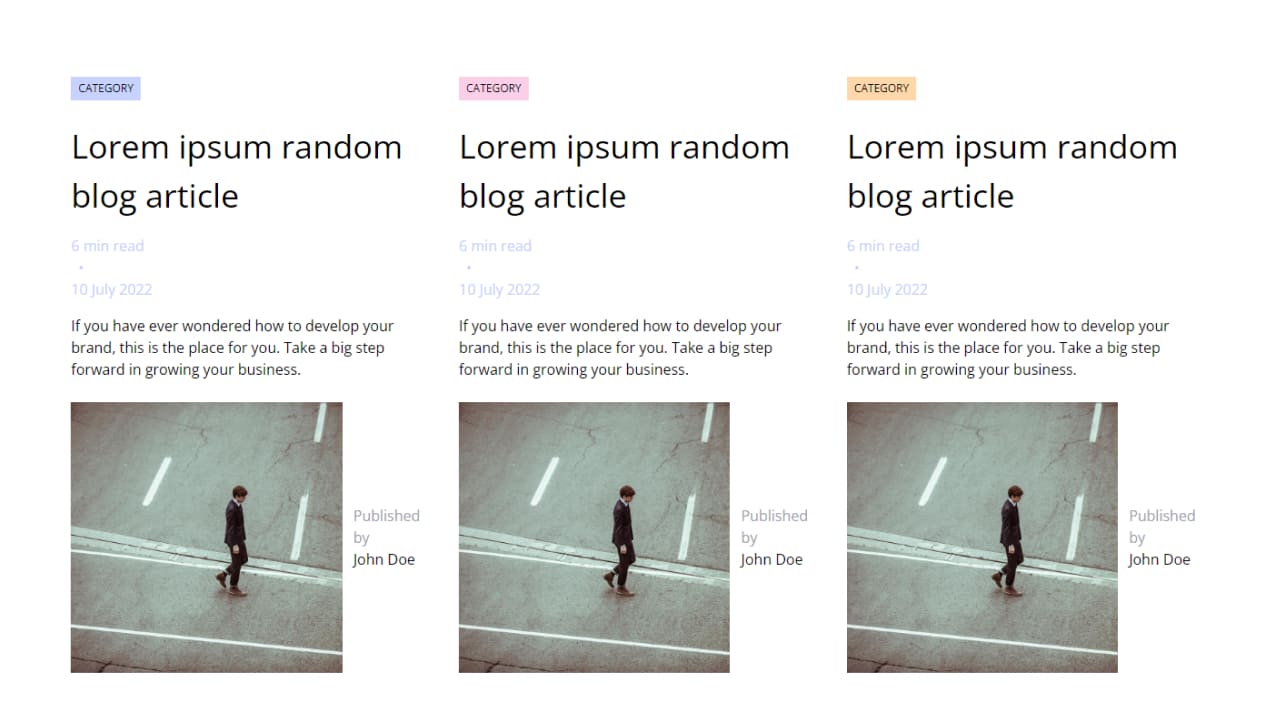 CATEGORY
Lorem ipsum random
blog article
6 min read
•
10 July 2022
If you have ever wondered how to develop your
brand, this is the place for you. Take a big step
forward in growing your business.
Published
by
John Doe
CATEGORY
Lorem ipsum random
blog article
6 min read
•
10 July 2022
If you have ever wondered how to develop your
brand, this is the place for you. Take a big step
forward in growing your business.
Published
by
John Doe
CATEGORY
Lorem ipsum random
blog article
6 min read
•
10 July 2022
If you have ever wondered how to develop your
brand, this is the place for you. Take a big step
forward in growing your business.
Published
by
John Doe